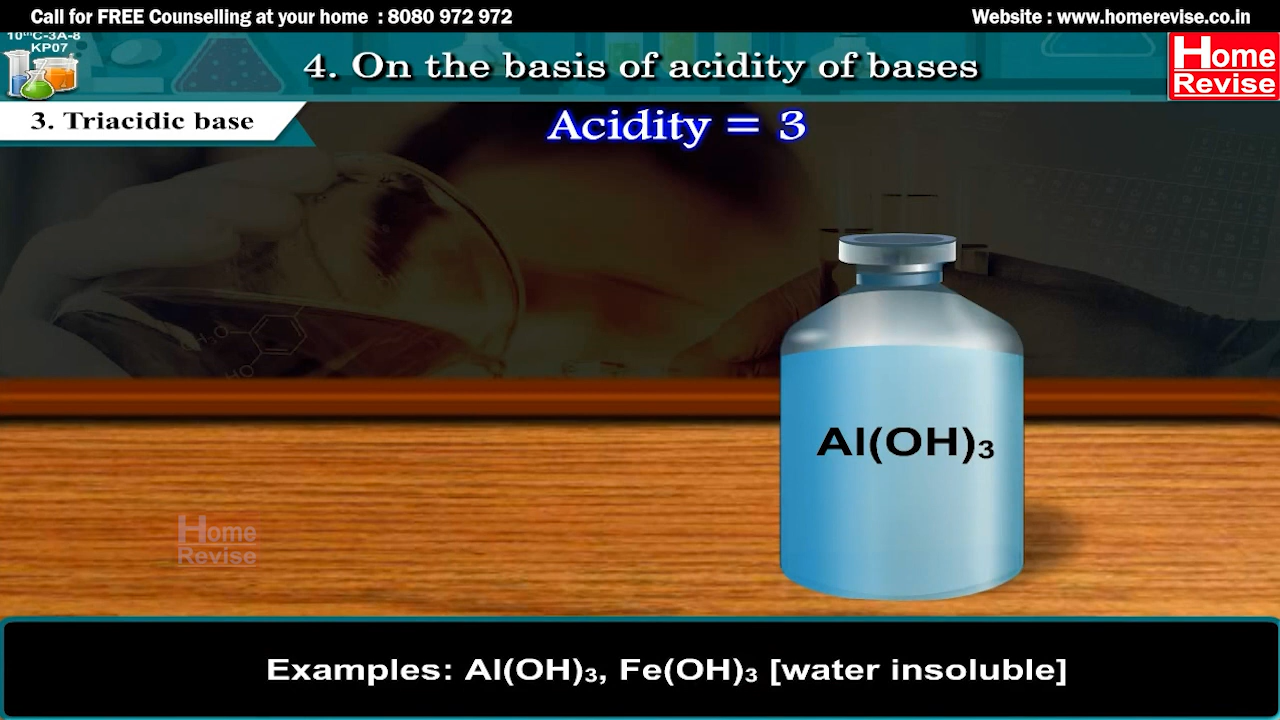 Call for FREE Counselling at your home : 8080 972 972
Website : www.homerevise.co.in
10ᵗʰC-3A-8
KP07
4. On the basis of acidity of bases
Home
Revise
3. Triacidic base
Acidity = 3
Al(OH)₃
Home
Revise
Examples: Al(OH)₃, Fe(OH)₃ [water insoluble]